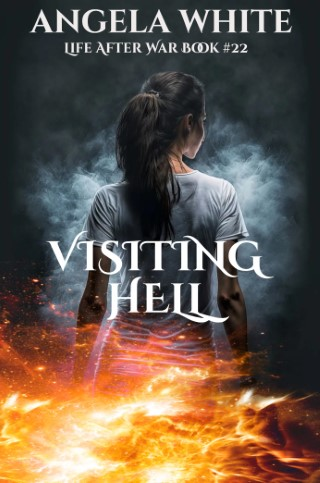 ANGELA WHITE
LIFE AFTER WAR BOOK #22
VISITING
HELL